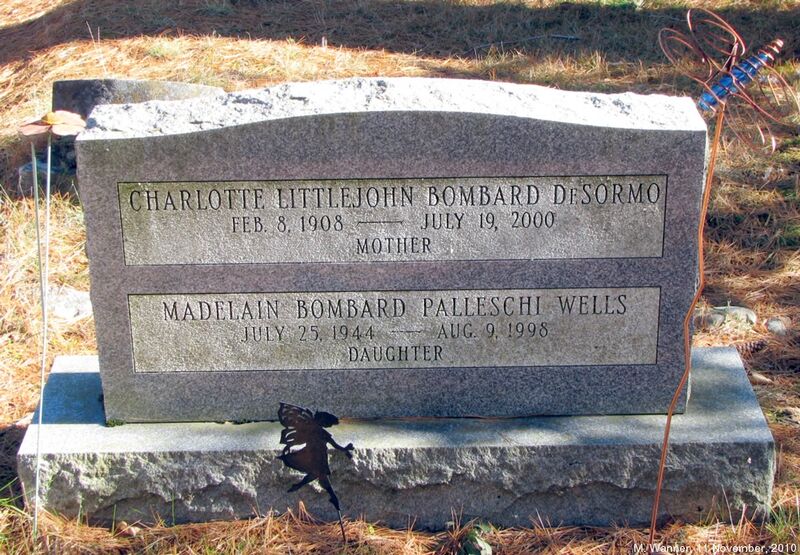 CHARLOTTE LITTLEJOHN BOMBARD DeSORMO
FEB. 8, 1908 — JULY 19, 2000
MOTHER
MADELAIN BOMBARD PALLESCHI WELLS
JULY 25, 1944 — AUG. 9, 1998
DAUGHTER
M. Wanner, 11 November, 2010